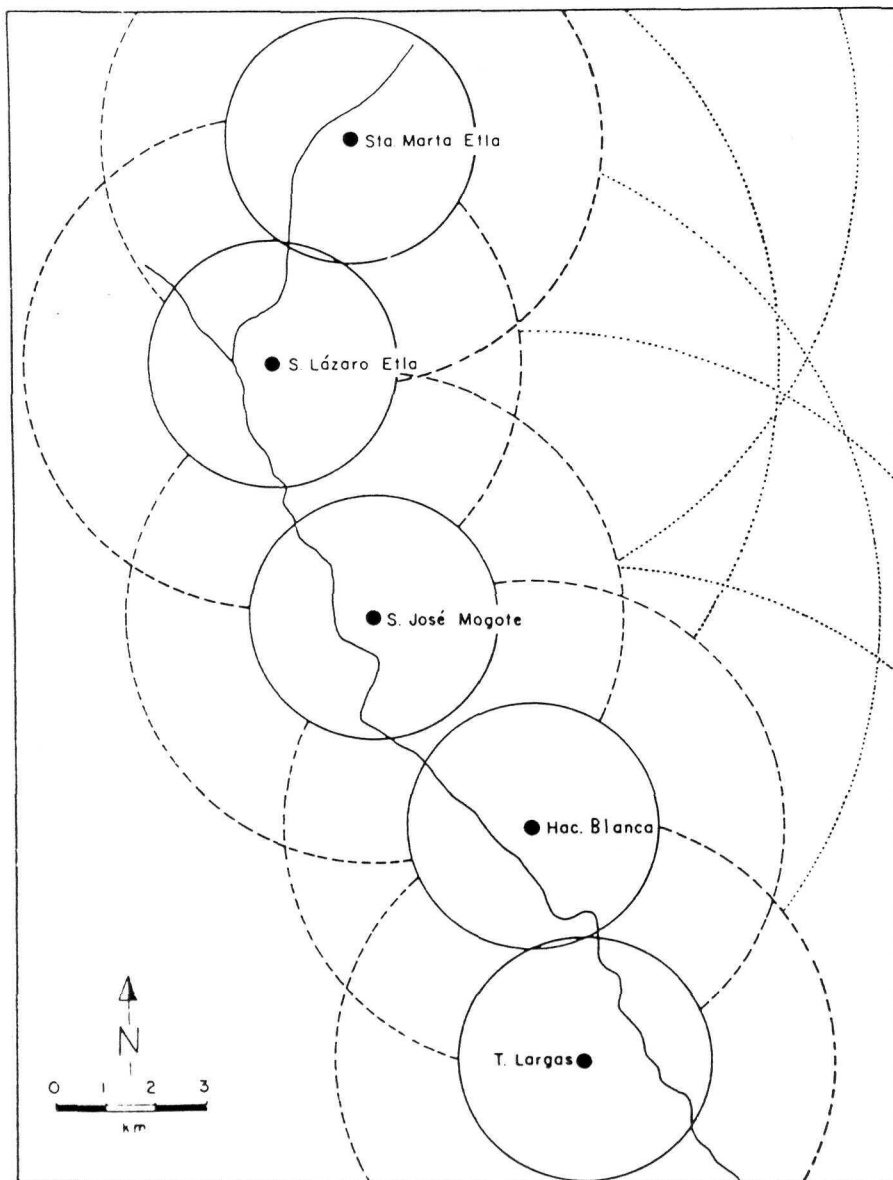 Sta. Marta Etla
S. Lázaro Etla
S. José Mogote
Hac. Blanca
T. Largas
N
0 1 2 3
km